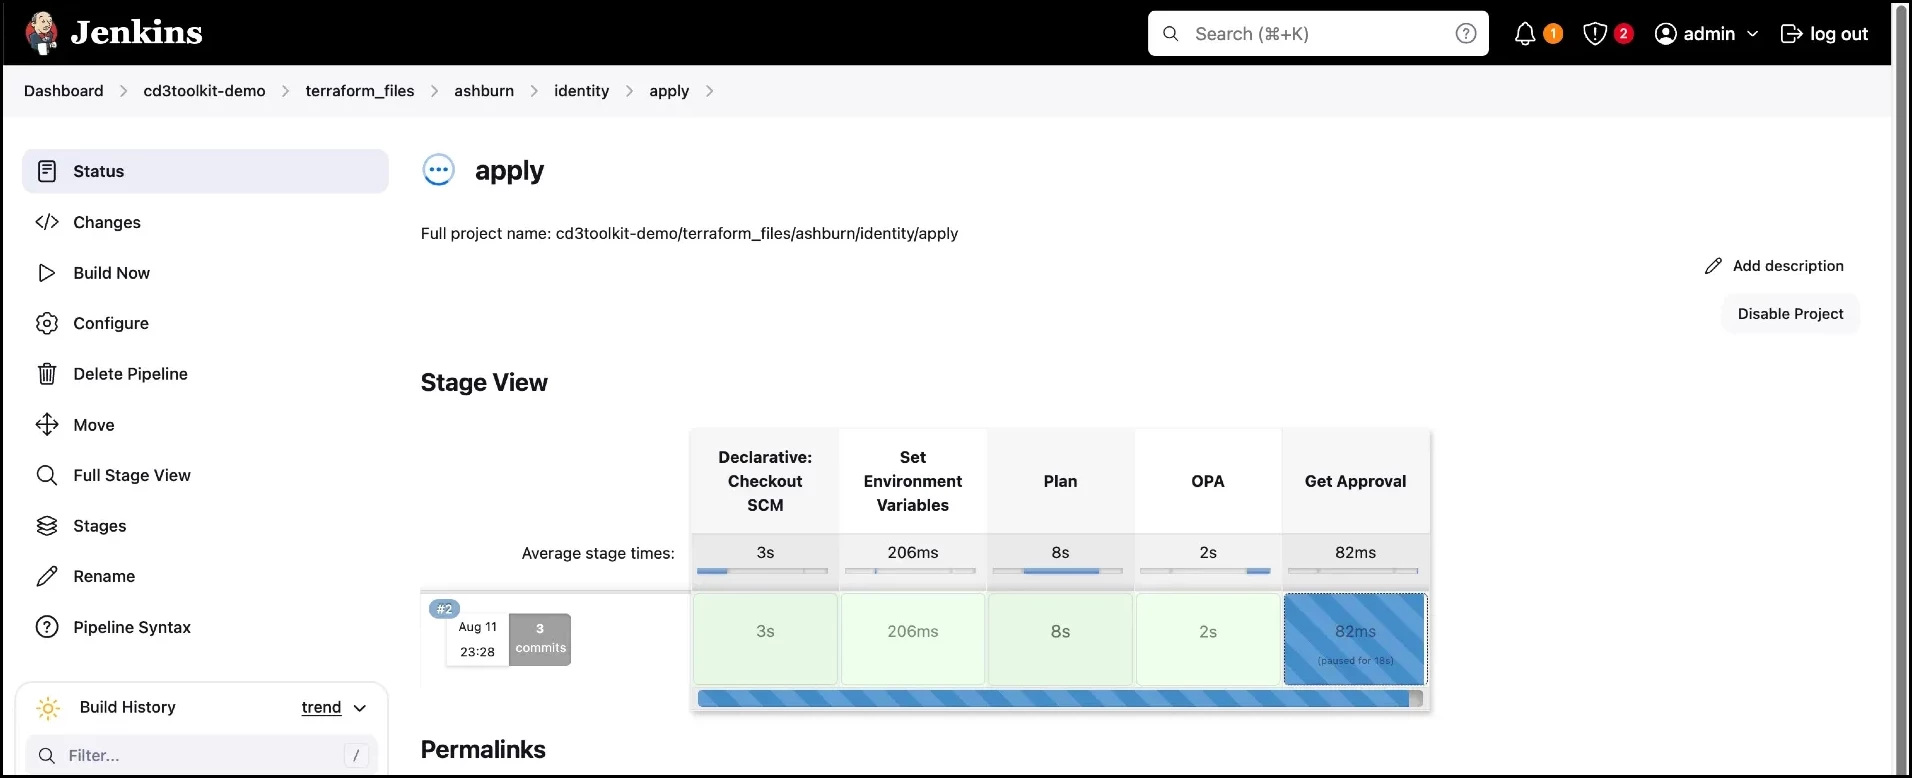 Jenkins
Search (⌘+K)
?
1
2
admin
log out
Dashboard > cd3toolkit-demo > terraform_files > ashburn > identity > apply >
Status
Changes
Build Now
Configure
Delete Pipeline
Move
Full Stage View
Stages
Rename
Pipeline Syntax
Build History
trend
Filter...
/
apply
Full project name: cd3toolkit-demo/terraform_files/ashburn/identity/apply
Add description
Disable Project
Stage View
Declarative:
Checkout
SCM
Set
Environment
Variables
Plan
OPA
Get Approval
Average stage times:
3s
206ms
8s
2s
82ms
#2
Aug 11
23:28
3
commits
3s
206ms
8s
2s
82ms
(paused for 18s)
Permalinks